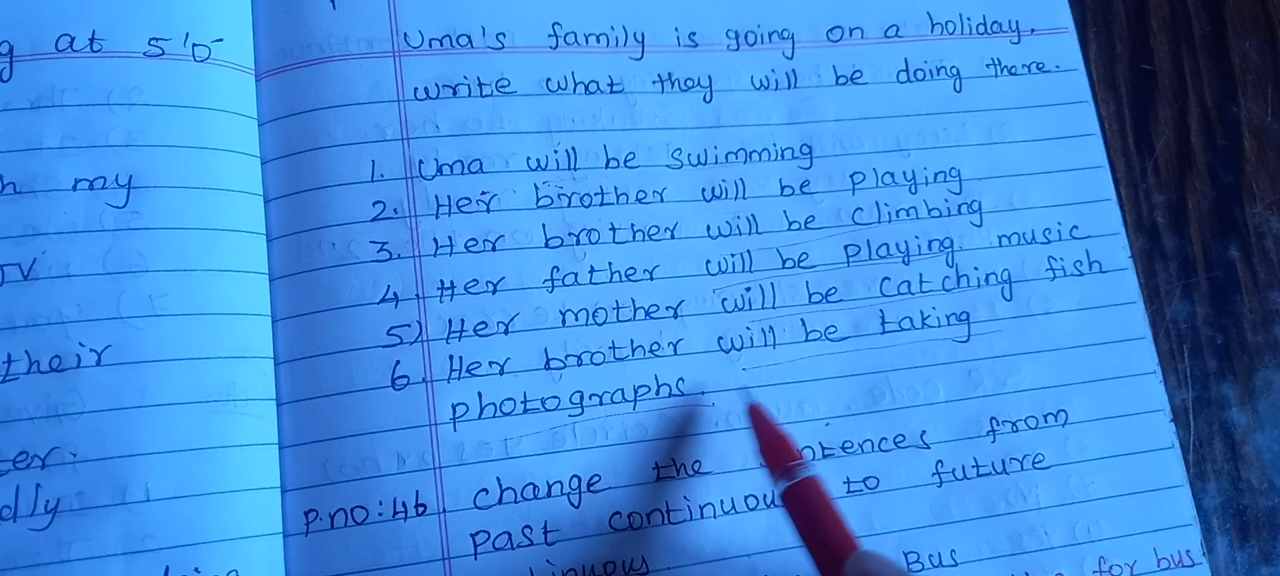 g at 5'0
h my
TV
their
ter.
dly
Uma's family is going on a holiday.
write what they will be doing there.
1. Uma will be swimming
2. Her brother will be playing
3. Her brother will be climbing
4. Her father will be playing music
5) Her mother will be catching fish
6. Her brother will be taking
photographs.
p.no:46 change the from
past continuous to future
Bus
for bus